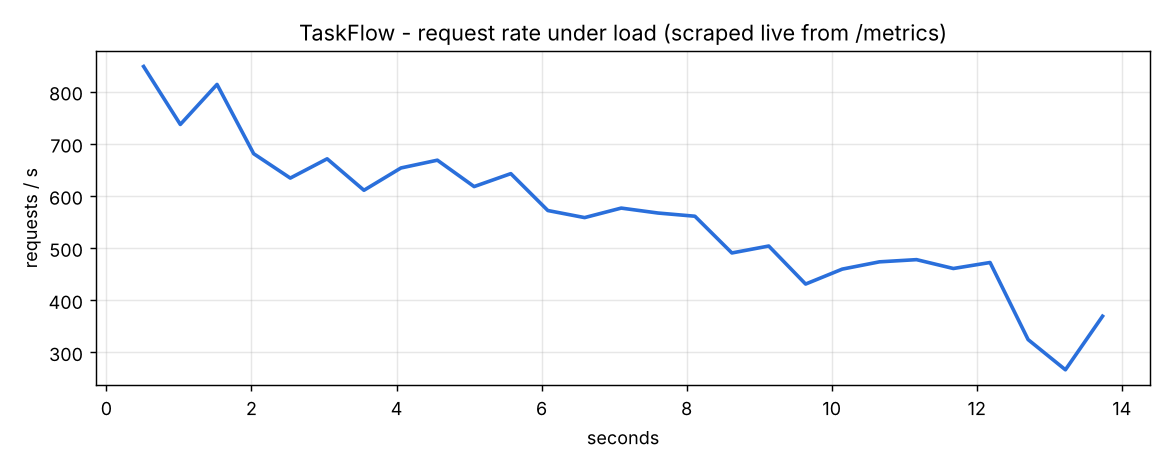 TaskFlow - request rate under load (scraped live from /metrics)
requests / s
800
700
600
500
400
300
0 2 4 6 8 10 12 14
seconds